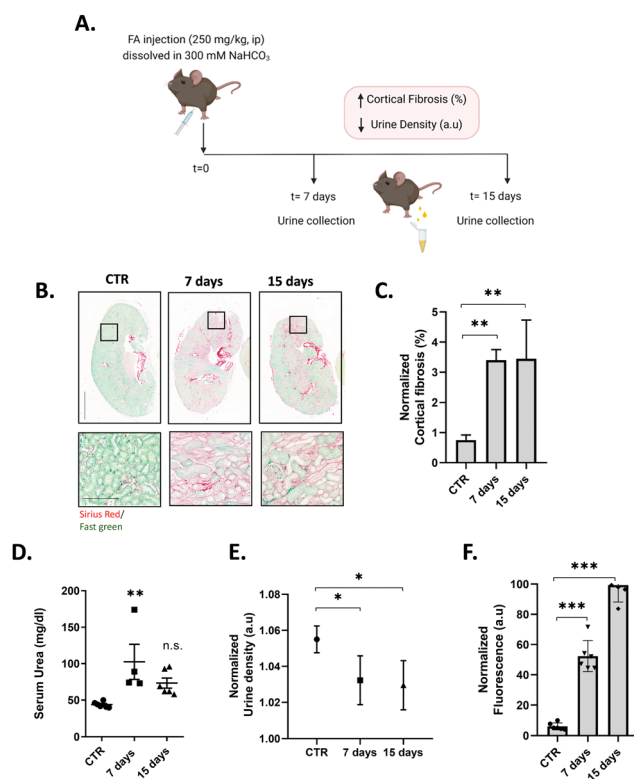 A.
FA injection (250 mg/kg, ip)
dissolved in 300 mM NaHCO₃
↑ Cortical Fibrosis (%)
↓ Urine Density (a.u)
t=0
t= 7 days
Urine collection
t= 15 days
Urine collection
B.
CTR
7 days
15 days
Sirius Red/
Fast green
C.
Normalized
Cortical fibrosis (%)
5
4
3
2
1
0
**
**
CTR
7 days
15 days
D.
Serum Urea (mg/dl)
200
150
100
50
0
**
n.s.
CTR
7 days
15 days
E.
Normalized
Urine density (a.u)
1.08
1.06
1.04
1.02
1.00
*
*
CTR
7 days
15 days
F.
Normalized
Fluorescence (a.u)
100
80
60
40
20
0
***
***
CTR
7 days
15 days